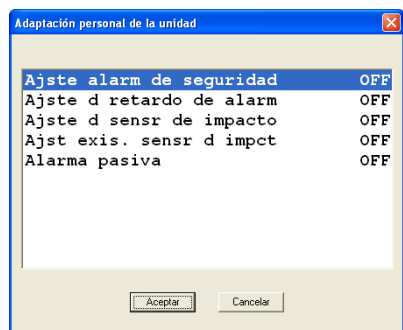 Adaptación personal de la unidad
Ajste alarm de seguridad OFF
Ajste d retardo de alarm OFF
Ajste d sensr de impacto OFF
Ajst exis. sensr d impct OFF
Alarma pasiva OFF
Aceptar Cancelar